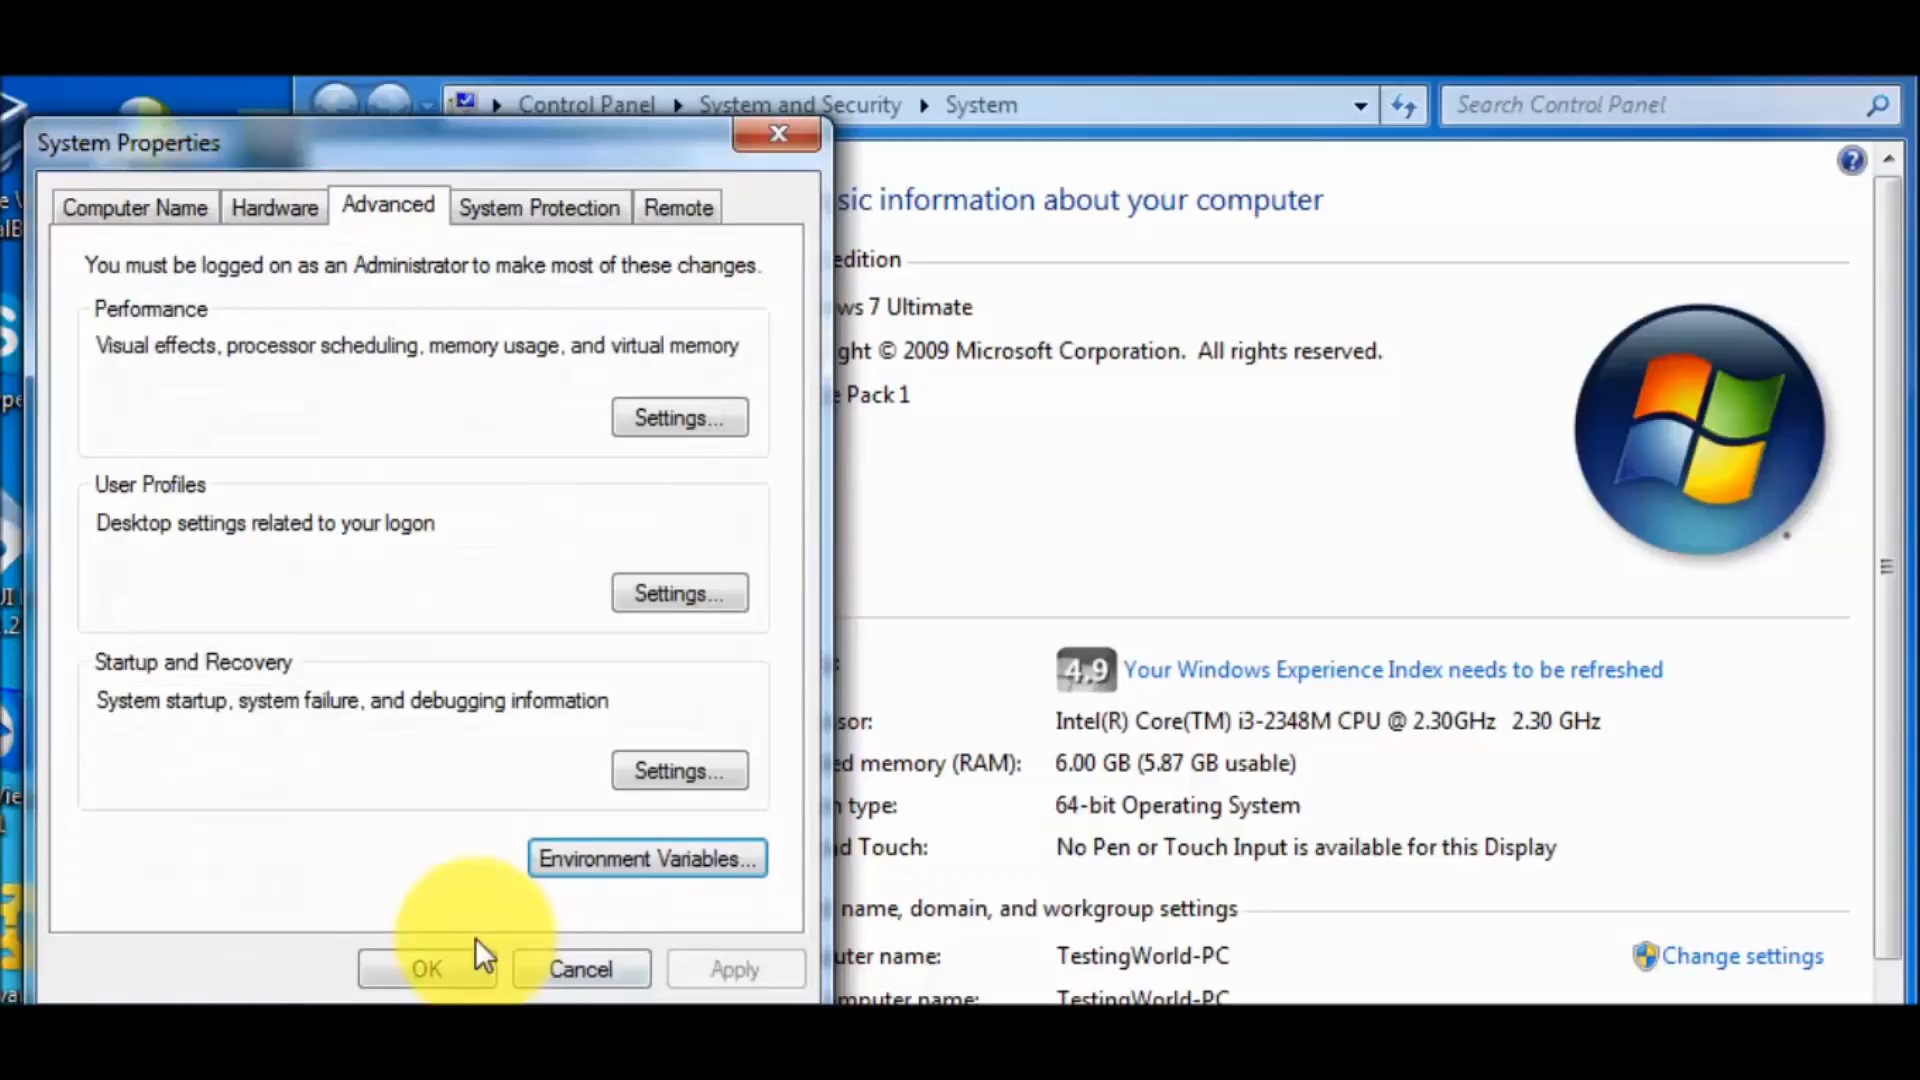 Control Panel System and Security System
Search Control Panel
System Properties
Computer Name Hardware Advanced System Protection Remote
You must be logged on as an Administrator to make most of these changes.
Performance
Visual effects, processor scheduling, memory usage, and virtual memory
Settings...
User Profiles
Desktop settings related to your logon
Settings...
Startup and Recovery
System startup, system failure, and debugging information
Settings...
Environment Variables...
OK Cancel Apply
sic information about your computer
edition
ws 7 Ultimate
ght © 2009 Microsoft Corporation. All rights reserved.
e Pack 1
4.9 Your Windows Experience Index needs to be refreshed
sor: Intel(R) Core(TM) i3-2348M CPU @ 2.30GHz 2.30 GHz
ed memory (RAM): 6.00 GB (5.87 GB usable)
n type: 64-bit Operating System
d Touch: No Pen or Touch Input is available for this Display
name, domain, and workgroup settings
uter name: TestingWorld-PC
Change settings
omputer name: TestingWorld-PC